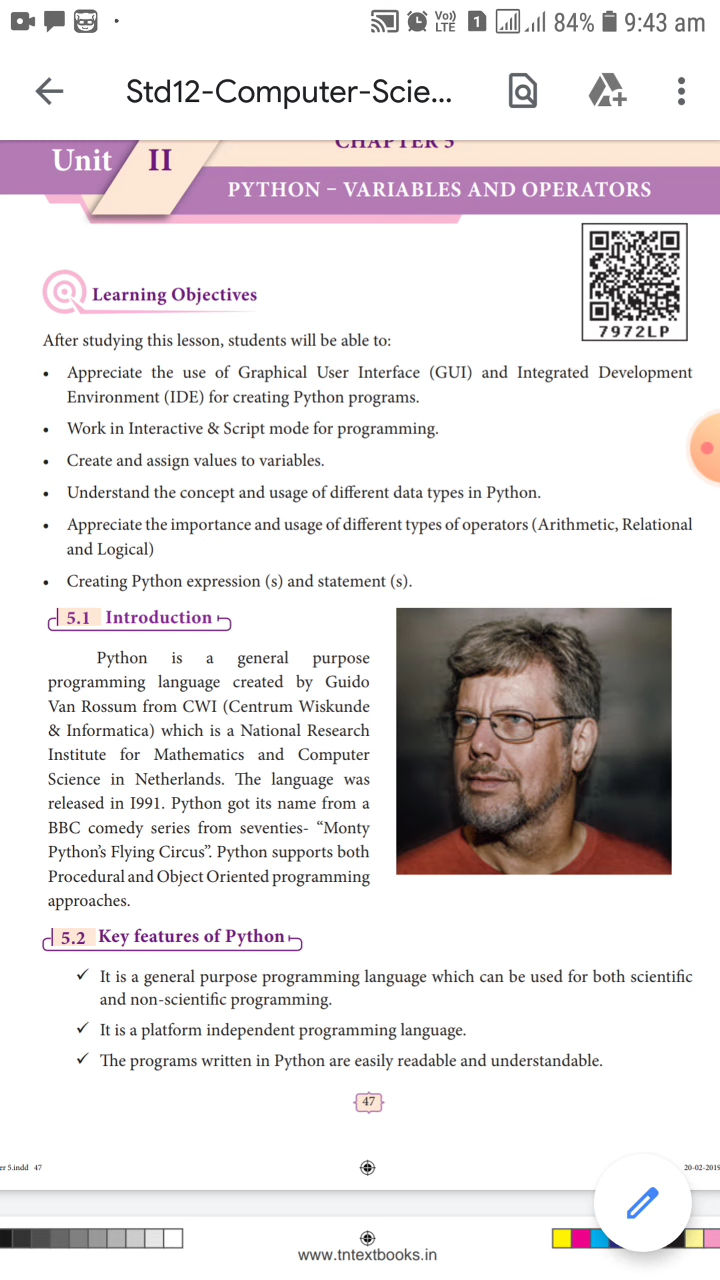 Vo)) LTE 1 84% 9:43 am
Std12-Computer-Scie...
CHAPTER 5
Unit II
PYTHON – VARIABLES AND OPERATORS
7972LP
Learning Objectives
After studying this lesson, students will be able to:
• Appreciate the use of Graphical User Interface (GUI) and Integrated Development
Environment (IDE) for creating Python programs.
• Work in Interactive & Script mode for programming.
• Create and assign values to variables.
• Understand the concept and usage of different data types in Python.
• Appreciate the importance and usage of different types of operators (Arithmetic, Relational
and Logical)
• Creating Python expression (s) and statement (s).
5.1 Introduction
Python is a general purpose
programming language created by Guido
Van Rossum from CWI (Centrum Wiskunde
& Informatica) which is a National Research
Institute for Mathematics and Computer
Science in Netherlands. The language was
released in I991. Python got its name from a
BBC comedy series from seventies- “Monty
Python’s Flying Circus”. Python supports both
Procedural and Object Oriented programming
approaches.
5.2 Key features of Python
✓ It is a general purpose programming language which can be used for both scientific
and non-scientific programming.
✓ It is a platform independent programming language.
✓ The programs written in Python are easily readable and understandable.
47
er 5.indd 47
20-02-2019
www.tntextbooks.in